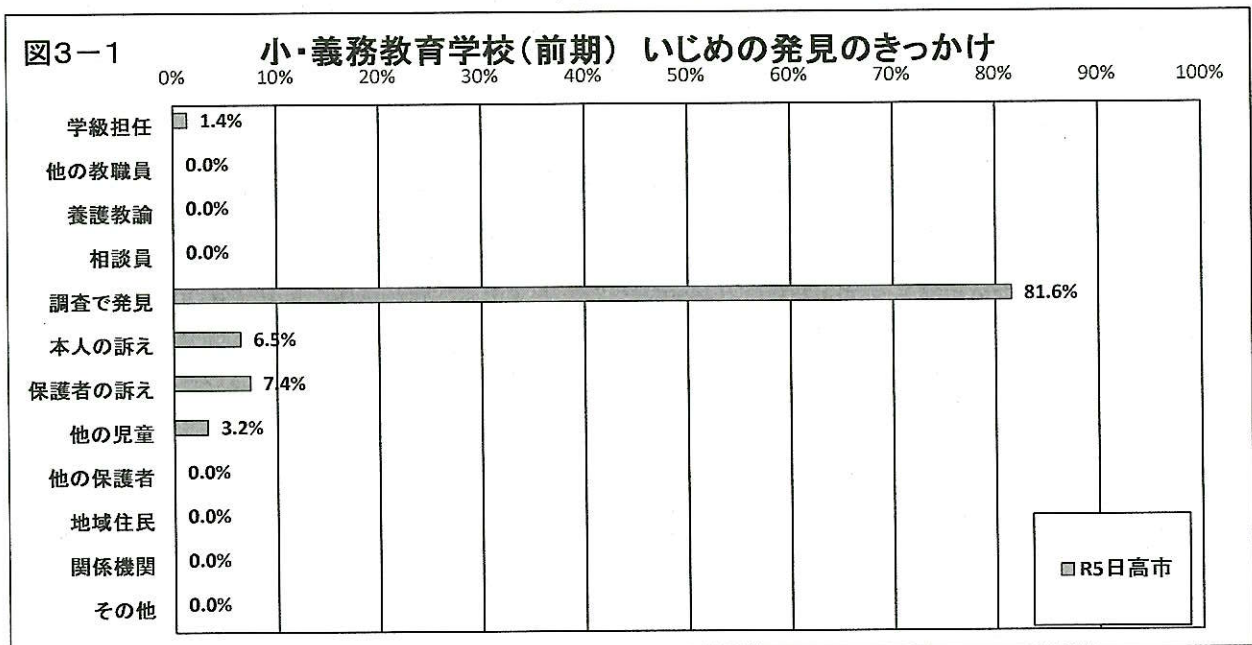 図3－1 小・義務教育学校(前期) いじめの発見のきっかけ
0% 10% 20% 30% 40% 50% 60% 70% 80% 90% 100%
学級担任 1.4%
他の教職員 0.0%
養護教諭 0.0%
相談員 0.0%
調査で発見 81.6%
本人の訴え 6.5%
保護者の訴え 7.4%
他の児童 3.2%
他の保護者 0.0%
地域住民 0.0%
関係機関 0.0%
その他 0.0%
R5日高市